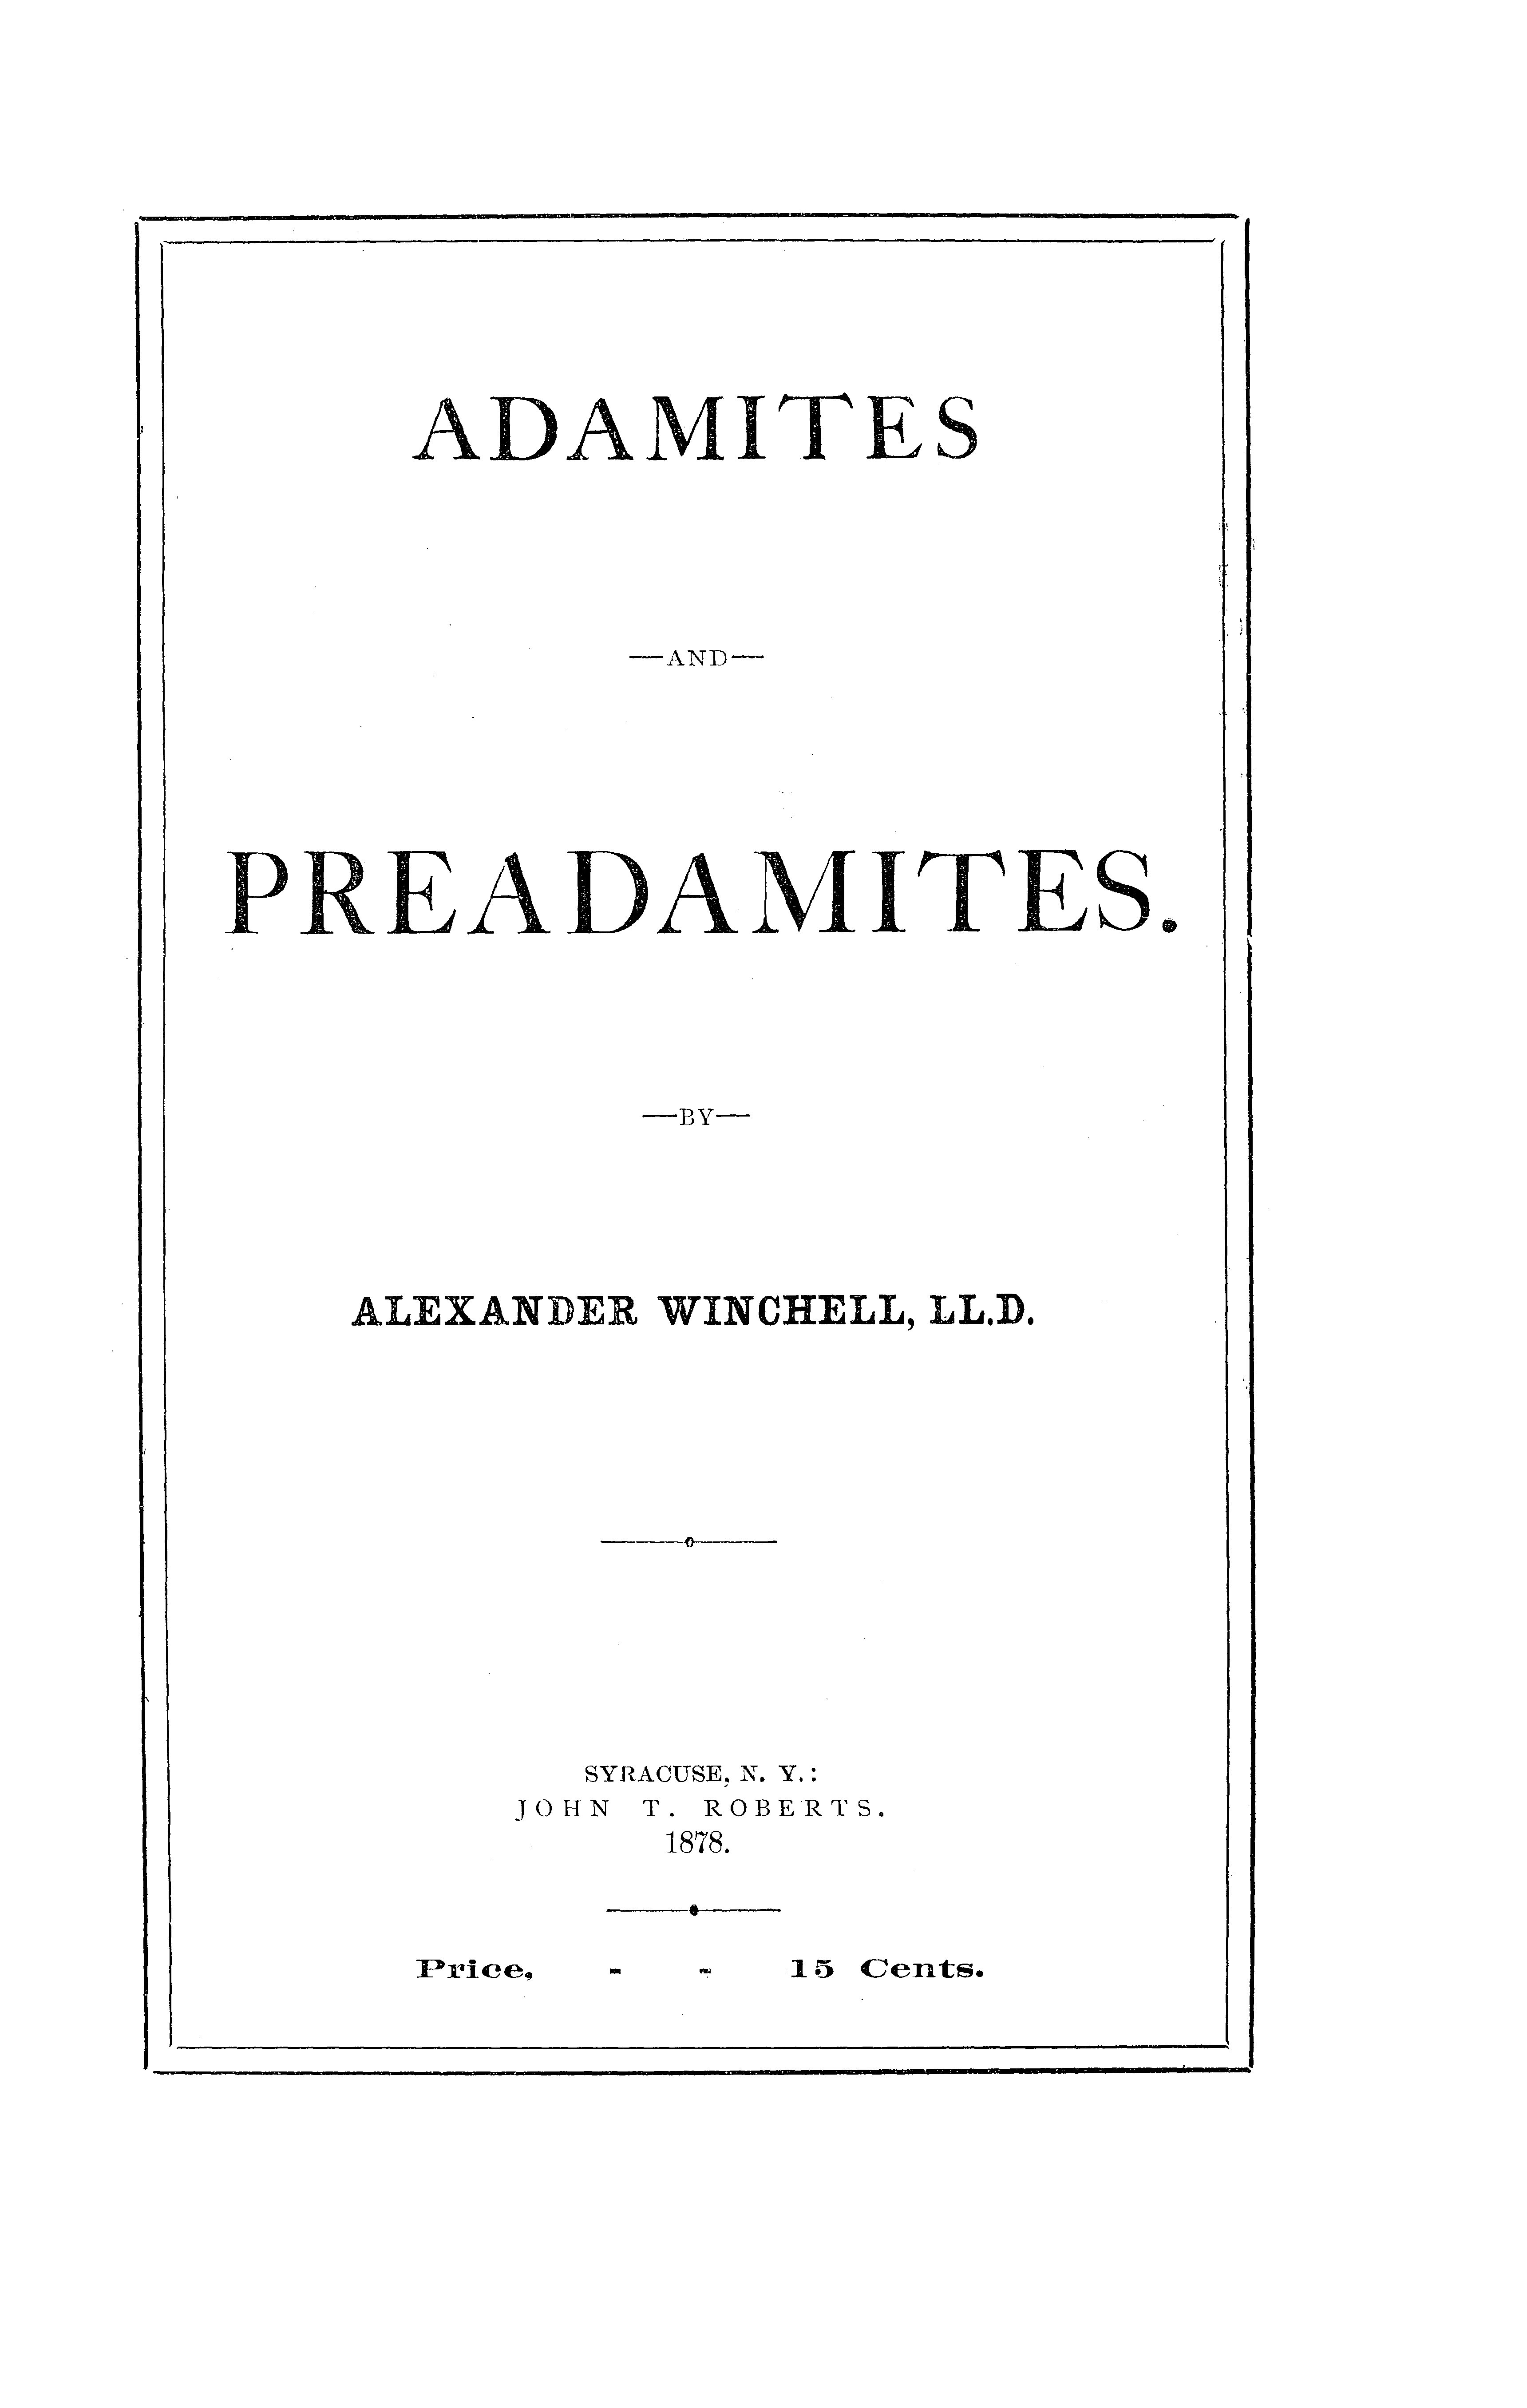 ADAMITES
—AND—
PREADAMITES.
—BY—
ALEXANDER WINCHELL, LL.D.
SYRACUSE, N. Y.:
JOHN T. ROBERTS.
1878.
Price, - - 15 Cents.